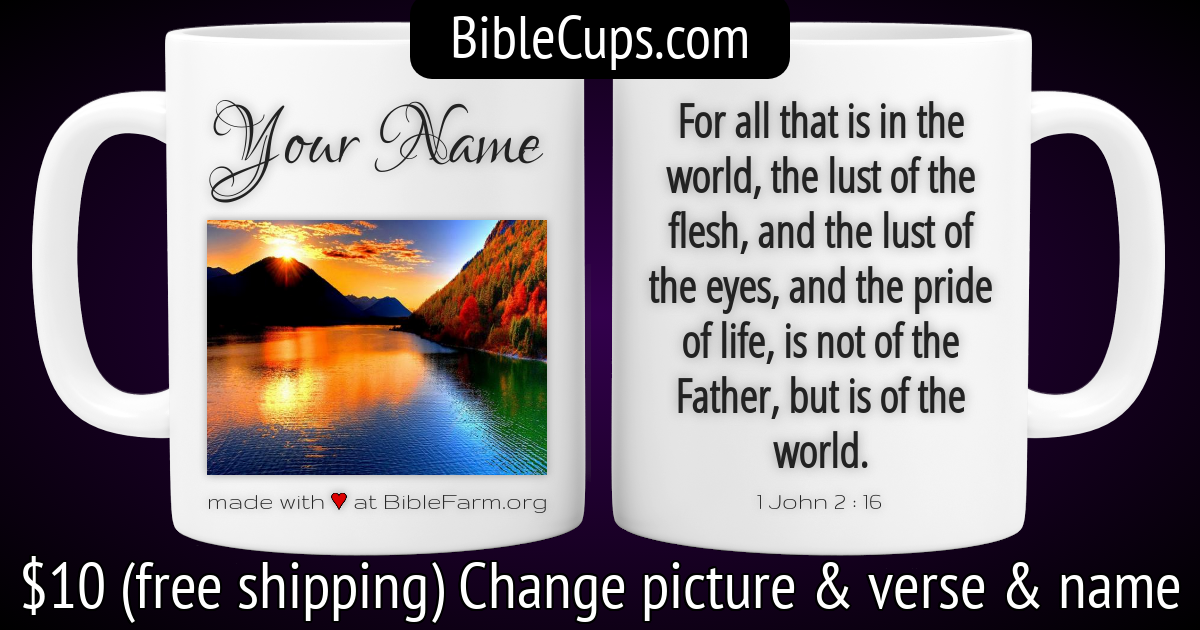 BibleCups.com
Your Name
made with ♥ at BibleFarm.org
For all that is in the
world, the lust of the
flesh, and the lust of
the eyes, and the pride
of life, is not of the
Father, but is of the
world.
1 John 2 : 16
$10 (free shipping) Change picture & verse & name